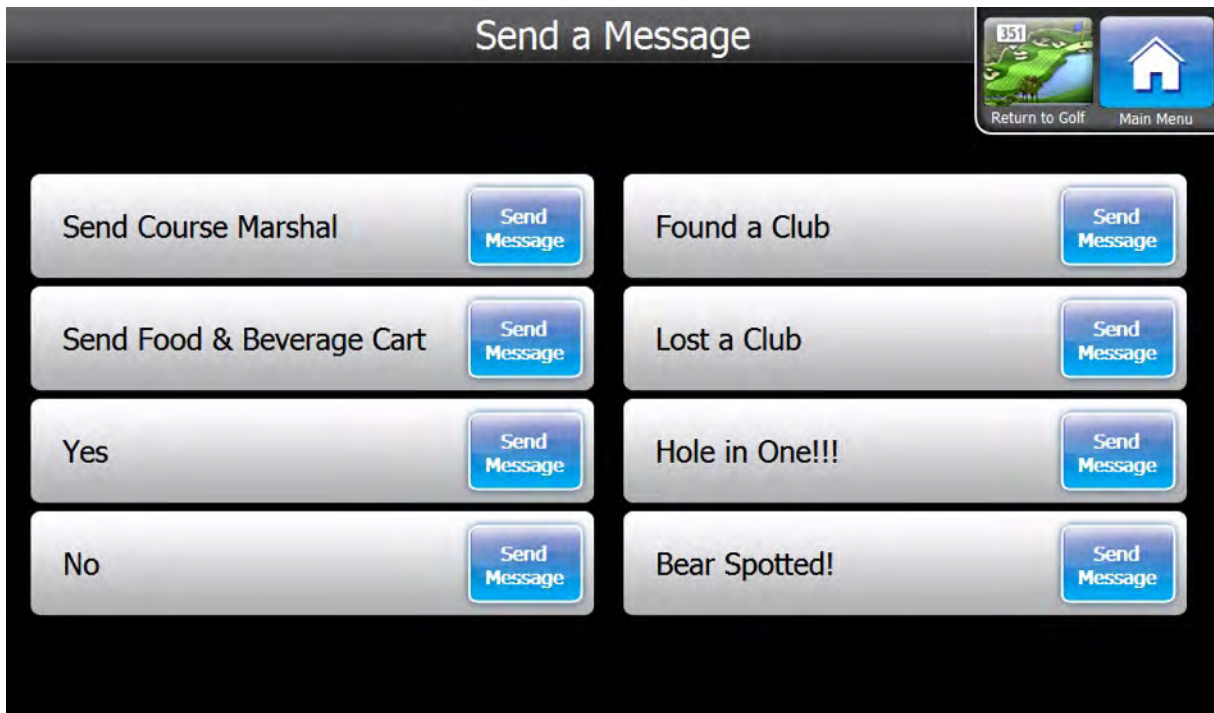 Send a Message
351
Return to Golf
Main Menu
Send Course Marshal
Send
Message
Found a Club
Send
Message
Send Food & Beverage Cart
Send
Message
Lost a Club
Send
Message
Yes
Send
Message
Hole in One!!!
Send
Message
No
Send
Message
Bear Spotted!
Send
Message